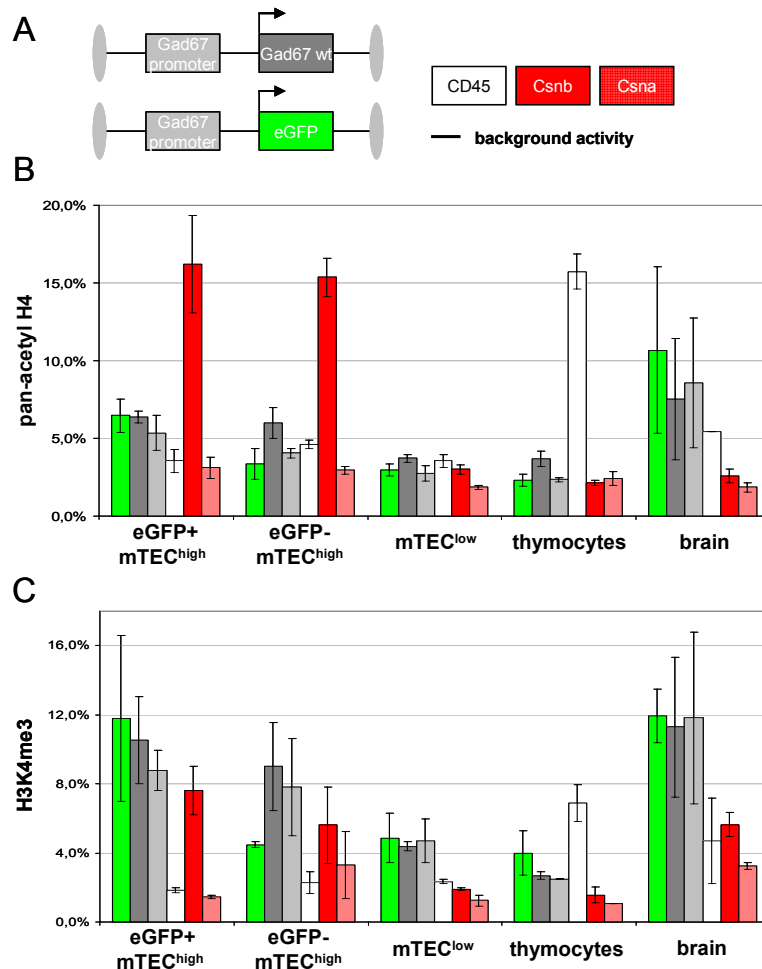 A
Gad67
promoter
Gad67 wt
Gad67
promoter
eGFP
CD45
Csnb
Csna
background activity
B
pan-acetyl H4
20,0%
15,0%
10,0%
5,0%
0,0%
eGFP+
mTEChigh
eGFP-
mTEChigh
mTEClow
thymocytes
brain
C
H3K4me3
16,0%
12,0%
8,0%
4,0%
0,0%
eGFP+
mTEChigh
eGFP-
mTEChigh
mTEClow
thymocytes
brain